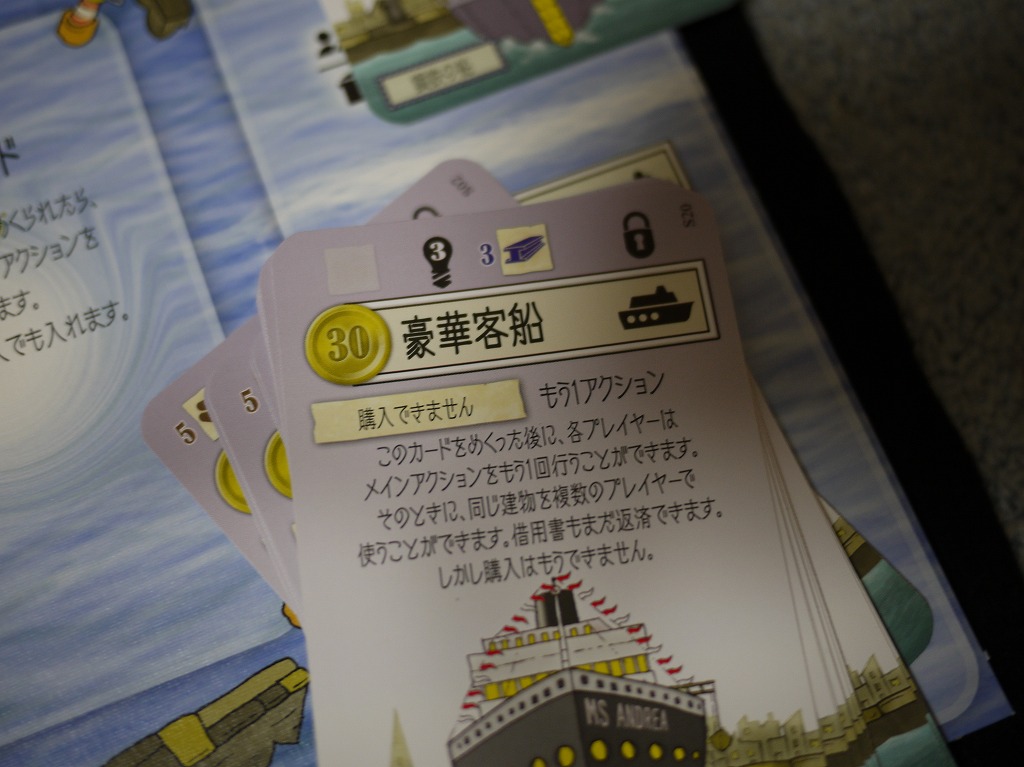 ド
くられたら、
アクションを
ます。
でも入れます。
5
5
3
3
30
豪華客船
購入できません
もう1アクション
このカードをめくった後に、各プレイヤーは
メインアクションをもう1回行うことができます。
そのときに、同じ建物を複数のプレイヤーで
使うことができます。借用書もまだ返済できます。
しかし購入はもうできません。
MS ANDREA